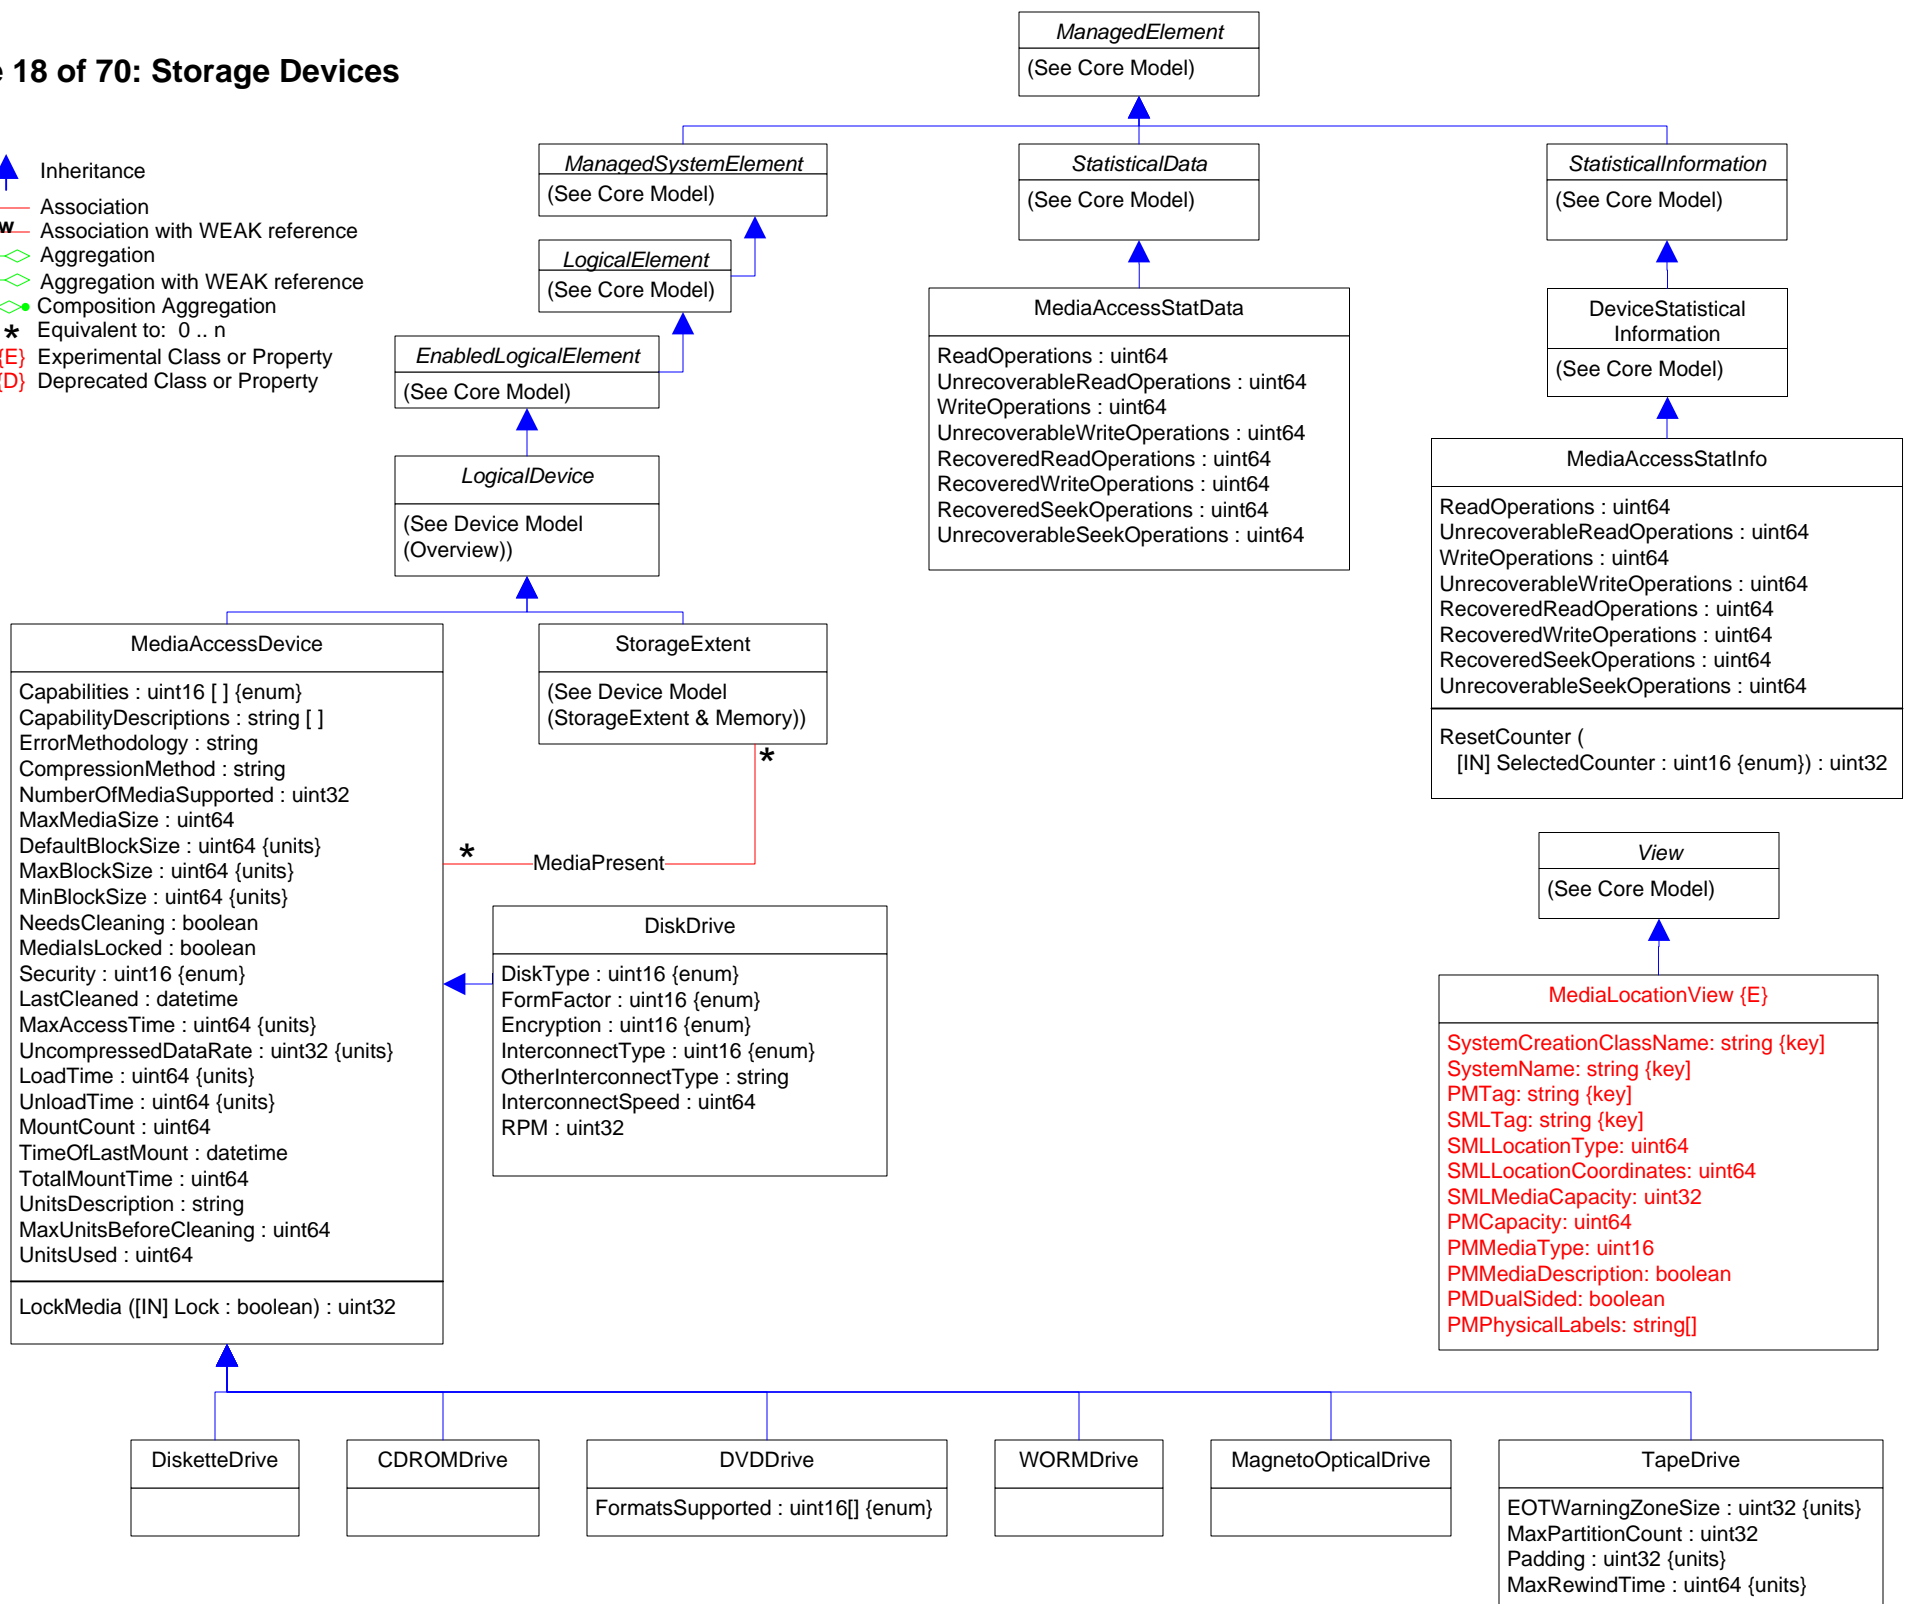 e 18 of 70: Storage Devices
Inheritance
Association
w
Association with WEAK reference
Aggregation
Aggregation with WEAK reference
Composition Aggregation
* Equivalent to: 0 .. n
{E} Experimental Class or Property
{D} Deprecated Class or Property
ManagedElement
(See Core Model)
ManagedSystemElement
(See Core Model)
StatisticalData
(See Core Model)
StatisticalInformation
(See Core Model)
LogicalElement
(See Core Model)
EnabledLogicalElement
(See Core Model)
LogicalDevice
(See Device Model
(Overview))
MediaAccessStatData
ReadOperations : uint64
UnrecoverableReadOperations : uint64
WriteOperations : uint64
UnrecoverableWriteOperations : uint64
RecoveredReadOperations : uint64
RecoveredWriteOperations : uint64
RecoveredSeekOperations : uint64
UnrecoverableSeekOperations : uint64
DeviceStatistical
Information
(See Core Model)
MediaAccessStatInfo
ReadOperations : uint64
UnrecoverableReadOperations : uint64
WriteOperations : uint64
UnrecoverableWriteOperations : uint64
RecoveredReadOperations : uint64
RecoveredWriteOperations : uint64
RecoveredSeekOperations : uint64
UnrecoverableSeekOperations : uint64
ResetCounter (
[IN] SelectedCounter : uint16 {enum}) : uint32
MediaAccessDevice
Capabilities : uint16 [ ] {enum}
CapabilityDescriptions : string [ ]
ErrorMethodology : string
CompressionMethod : string
NumberOfMediaSupported : uint32
MaxMediaSize : uint64
DefaultBlockSize : uint64 {units}
MaxBlockSize : uint64 {units}
MinBlockSize : uint64 {units}
NeedsCleaning : boolean
MediaIsLocked : boolean
Security : uint16 {enum}
LastCleaned : datetime
MaxAccessTime : uint64 {units}
UncompressedDataRate : uint32 {units}
LoadTime : uint64 {units}
UnloadTime : uint64 {units}
MountCount : uint64
TimeOfLastMount : datetime
TotalMountTime : uint64
UnitsDescription : string
MaxUnitsBeforeCleaning : uint64
UnitsUsed : uint64
LockMedia ([IN] Lock : boolean) : uint32
StorageExtent
(See Device Model
(StorageExtent & Memory))
*
* MediaPresent
DiskDrive
DiskType : uint16 {enum}
FormFactor : uint16 {enum}
Encryption : uint16 {enum}
InterconnectType : uint16 {enum}
OtherInterconnectType : string
InterconnectSpeed : uint64
RPM : uint32
View
(See Core Model)
MediaLocationView {E}
SystemCreationClassName: string {key]
SystemName: string {key]
PMTag: string {key]
SMLTag: string {key]
SMLLocationType: uint64
SMLLocationCoordinates: uint64
SMLMediaCapacity: uint32
PMCapacity: uint64
PMMediaType: uint16
PMMediaDescription: boolean
PMDualSided: boolean
PMPhysicalLabels: string[]
DisketteDrive
CDROMDrive
DVDDrive
FormatsSupported : uint16[] {enum}
WORMDrive
MagnetoOpticalDrive
TapeDrive
EOTWarningZoneSize : uint32 {units}
MaxPartitionCount : uint32
Padding : uint32 {units}
MaxRewindTime : uint64 {units}